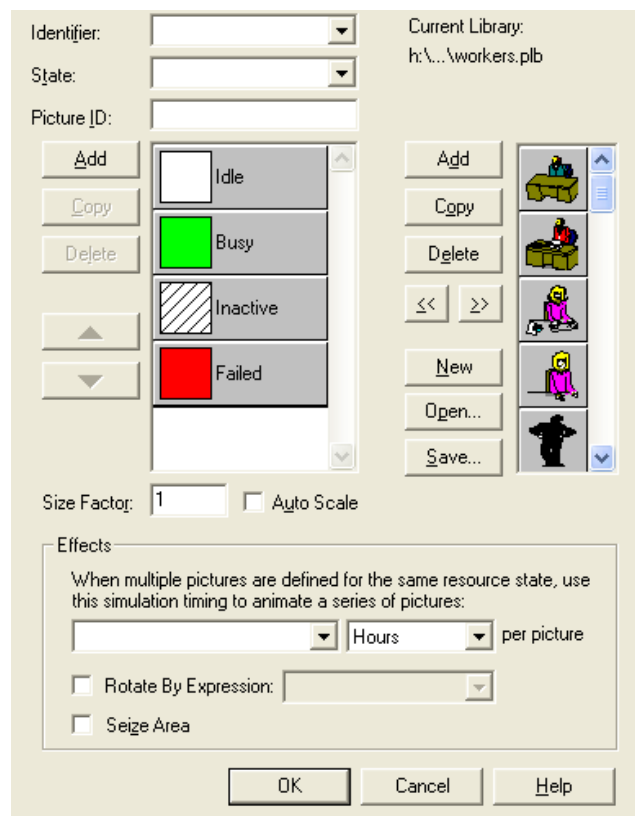 Identifier:
Current Library:
h:\...\workers.plb
State:
Picture ID:
Add
Copy
Delete
Idle
Busy
Inactive
Failed
Add
Copy
Delete
<<
>>
New
Open...
Save...
Size Factor:
1
Auto Scale
Effects
When multiple pictures are defined for the same resource state, use
this simulation timing to animate a series of pictures:
Hours
per picture
Rotate By Expression:
Seize Area
OK
Cancel
Help